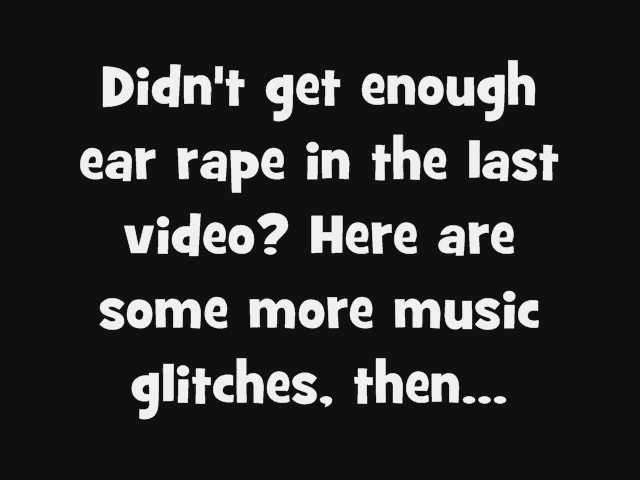 Didn't get enough
ear rape in the last
video? Here are
some more music
glitches, then...